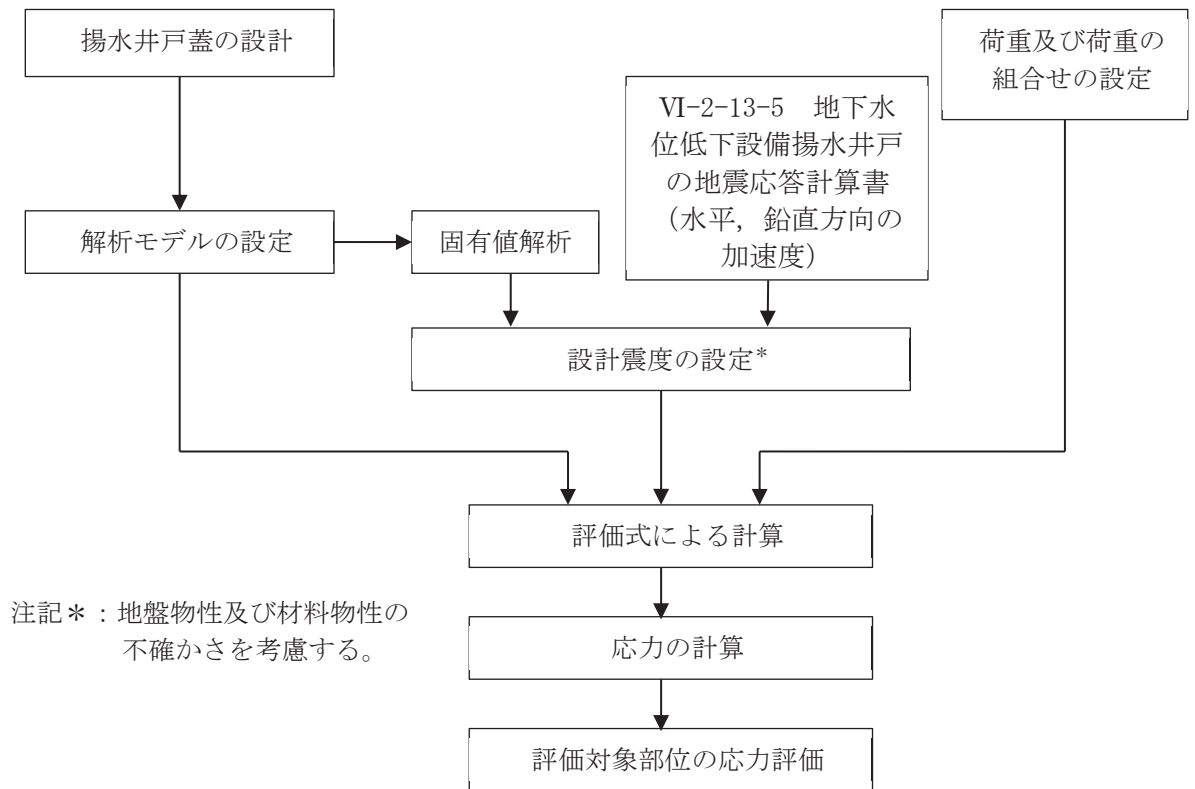 揚水井戸蓋の設計
荷重及び荷重の
組合せの設定
Ⅵ-2-13-5　地下水
位低下設備揚水井戸
の地震応答計算書
（水平，鉛直方向の
加速度）
解析モデルの設定
固有値解析
設計震度の設定*
評価式による計算
注記＊：地盤物性及び材料物性の
不確かさを考慮する。
応力の計算
評価対象部位の応力評価